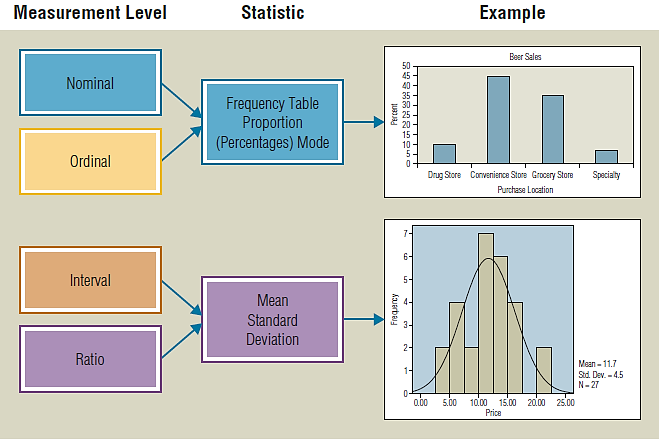 Measurement Level
Statistic
Example
Nominal
Ordinal
Frequency Table
Proportion
(Percentages) Mode
Beer Sales
Percent
50
45
40
35
30
25
20
15
10
5
0
Drug Store Convenience Store Grocery Store Specialty
Purchase Location
Interval
Ratio
Mean
Standard
Deviation
Frequency
7
6
5
4
3
2
1
0
0.00 5.00 10.00 15.00 20.00 25.00
Price
Mean = 11.7
Std. Dev. = 4.5
N = 27